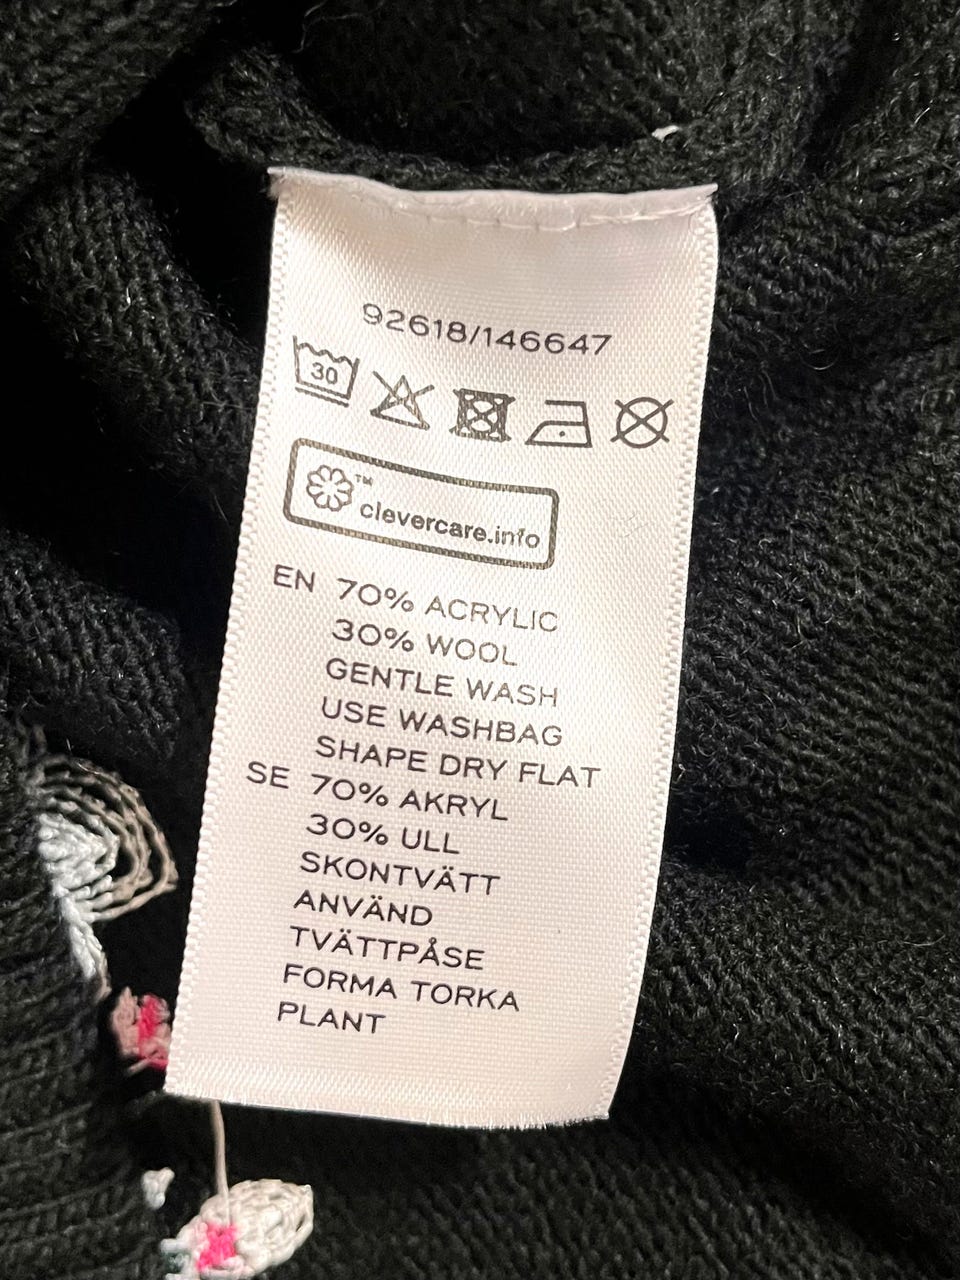 92618/146647
30
™ clevercare.info
EN 70% ACRYLIC
30% WOOL
GENTLE WASH
USE WASHBAG
SHAPE DRY FLAT
SE 70% AKRYL
30% ULL
SKONTVÄTT
ANVÄND
TVÄTTPÅSE
FORMA TORKA
PLANT